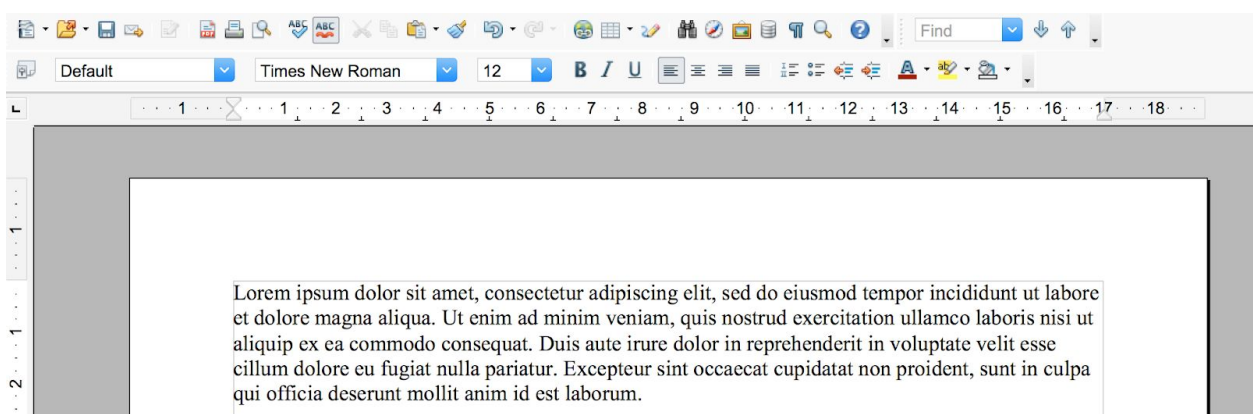 ABC ABC Find
Default Times New Roman 12 B I U A
1 1 2 3 4 5 6 7 8 9 10 11 12 13 14 15 16 17 18
1
1
2
Lorem ipsum dolor sit amet, consectetur adipiscing elit, sed do eiusmod tempor incididunt ut labore
et dolore magna aliqua. Ut enim ad minim veniam, quis nostrud exercitation ullamco laboris nisi ut
aliquip ex ea commodo consequat. Duis aute irure dolor in reprehenderit in voluptate velit esse
cillum dolore eu fugiat nulla pariatur. Excepteur sint occaecat cupidatat non proident, sunt in culpa
qui officia deserunt mollit anim id est laborum.